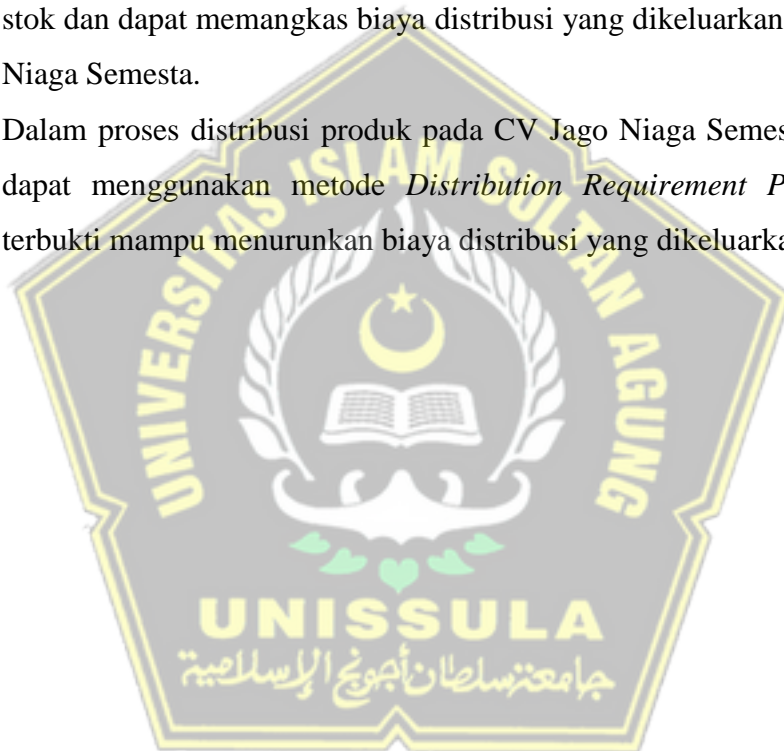 stok dan dapat memangkas biaya distribusi yang dikeluarkan
Niaga Semesta.
Dalam proses distribusi produk pada CV Jago Niaga Semes
dapat menggunakan metode Distribution Requirement P
terbukti mampu menurunkan biaya distribusi yang dikeluarka
UNIVERSITAS ISLAM SULTAN AGUNG
UNISSULA
جامعة سلطان أجونج الإسلامية